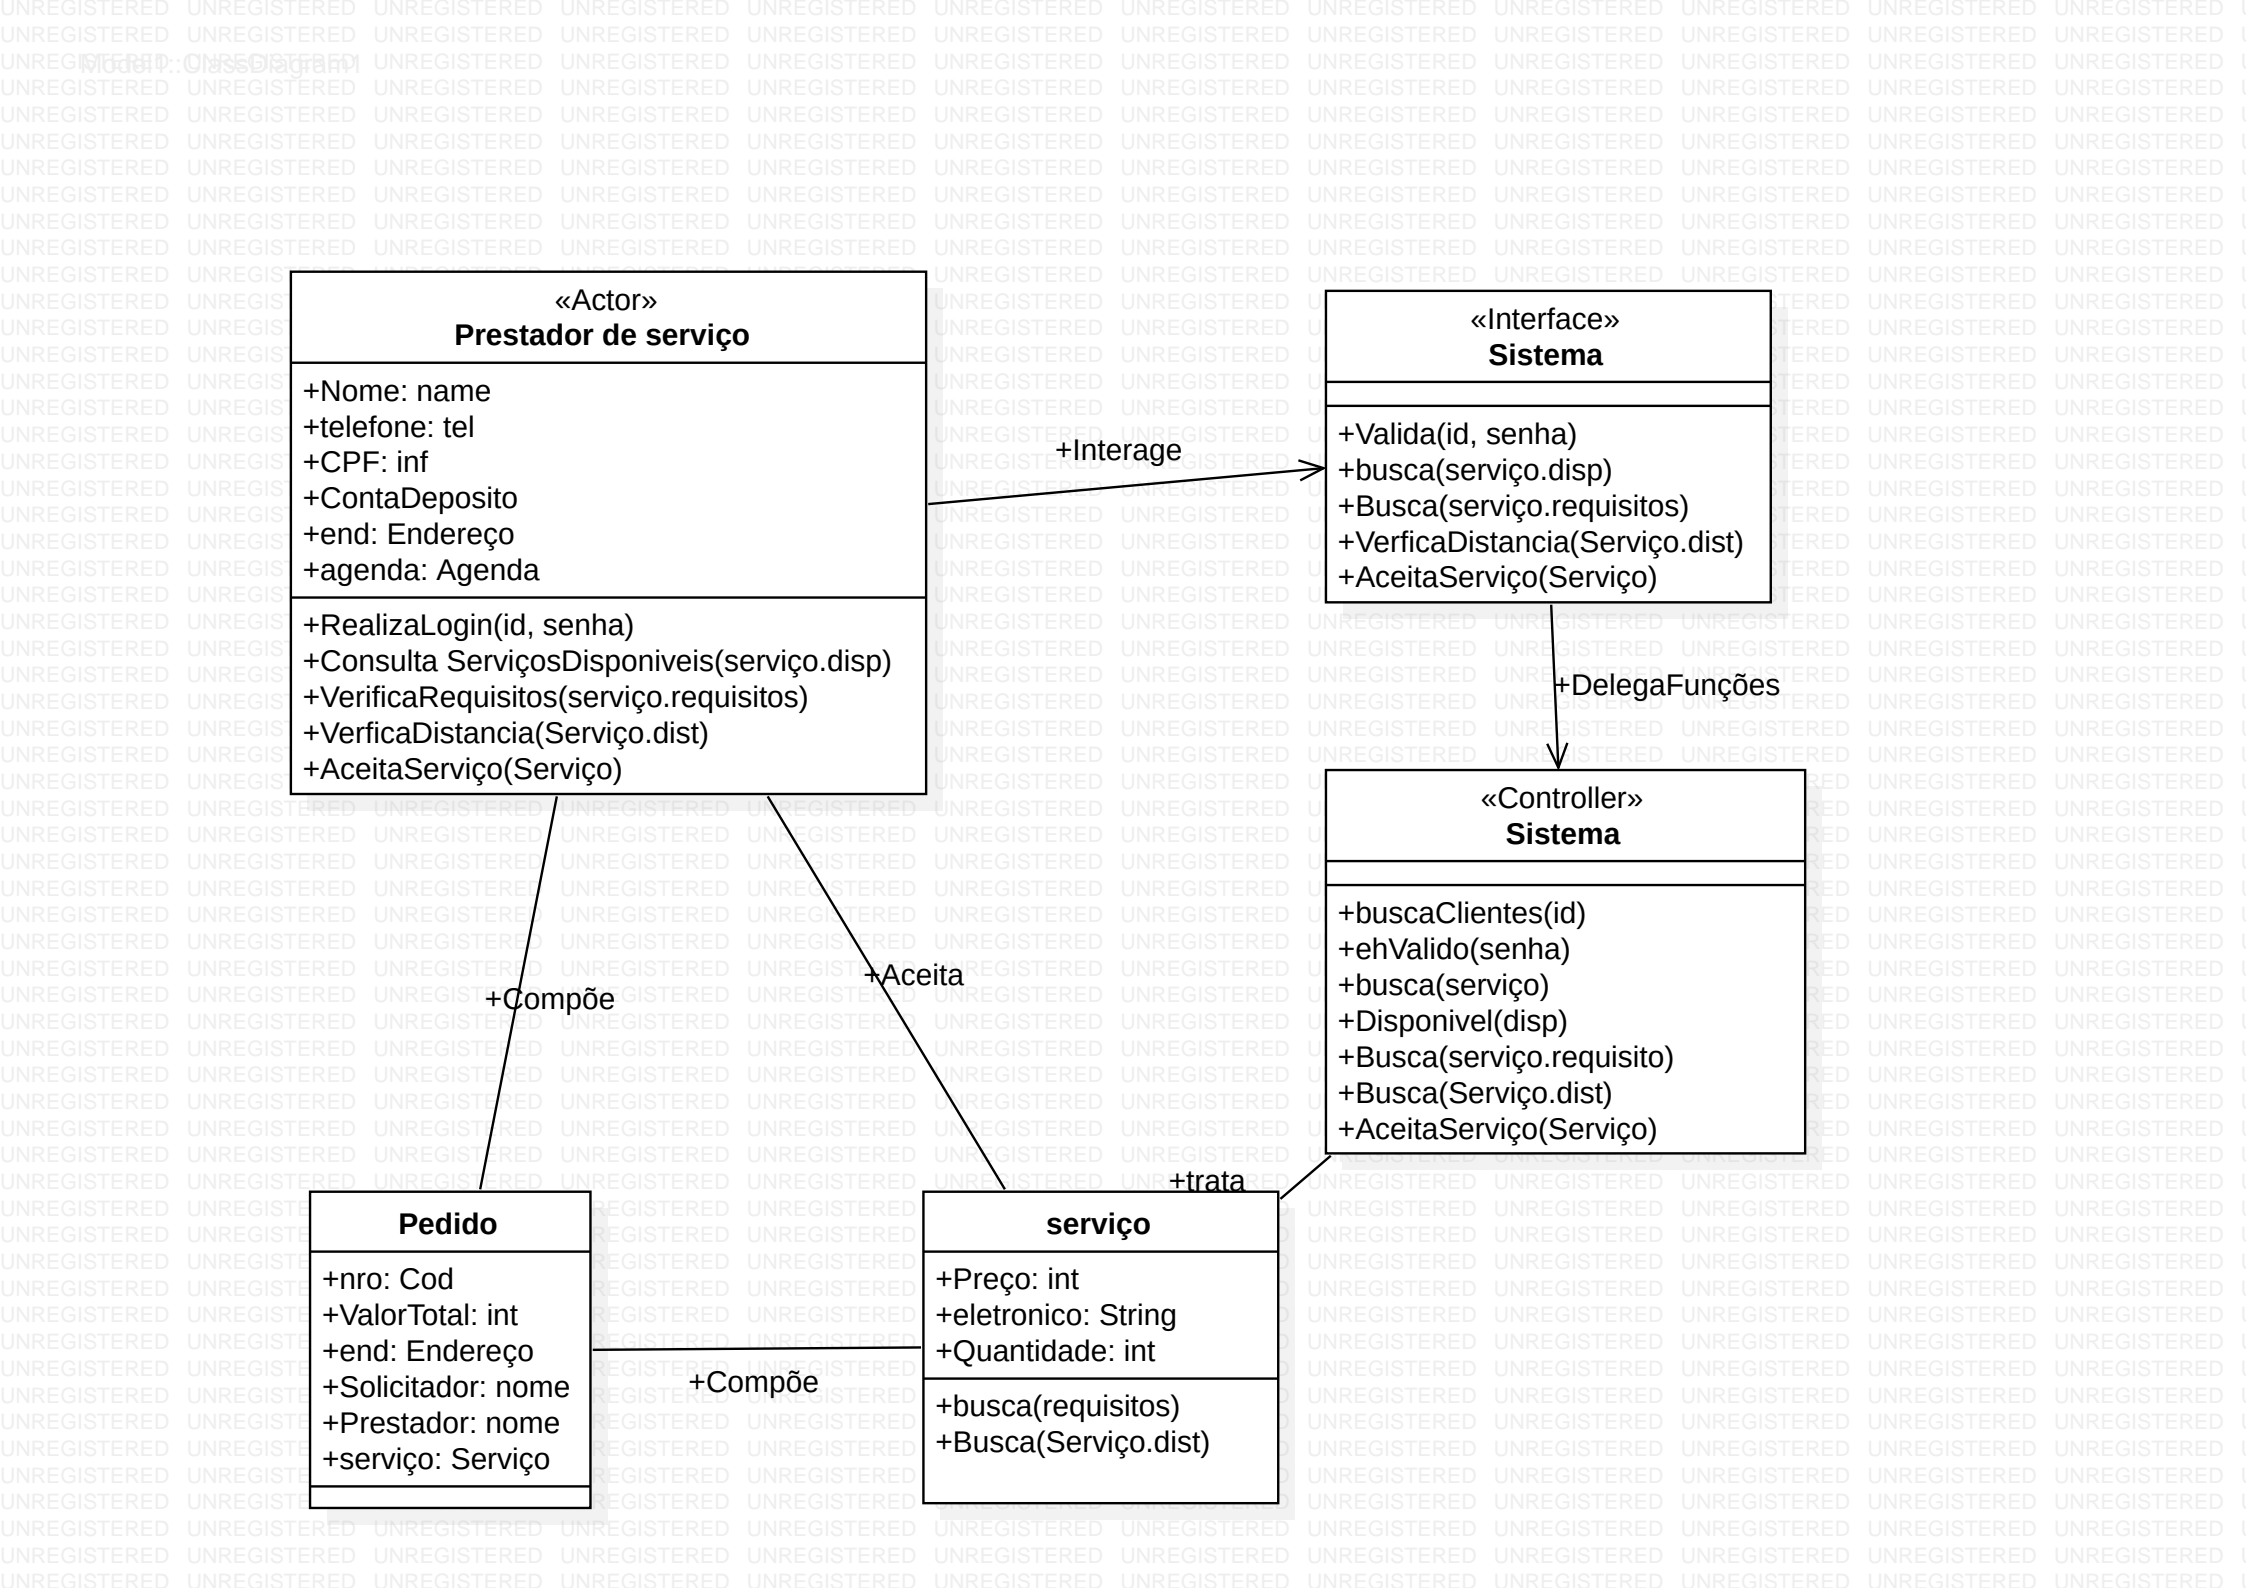 Model1::ClassDiagram1
«Actor»
Prestador de serviço
+Nome: name
+telefone: tel
+CPF: inf
+ContaDeposito
+end: Endereço
+agenda: Agenda
+RealizaLogin(id, senha)
+Consulta ServiçosDisponiveis(serviço.disp)
+VerificaRequisitos(serviço.requisitos)
+VerficaDistancia(Serviço.dist)
+AceitaServiço(Serviço)
+Interage
«Interface»
Sistema
+Valida(id, senha)
+busca(serviço.disp)
+Busca(serviço.requisitos)
+VerficaDistancia(Serviço.dist)
+AceitaServiço(Serviço)
+DelegaFunções
«Controller»
Sistema
+buscaClientes(id)
+ehValido(senha)
+busca(serviço)
+Disponivel(disp)
+Busca(serviço.requisito)
+Busca(Serviço.dist)
+AceitaServiço(Serviço)
+Compõe
+Aceita
+trata
Pedido
+nro: Cod
+ValorTotal: int
+end: Endereço
+Solicitador: nome
+Prestador: nome
+serviço: Serviço
+Compõe
serviço
+Preço: int
+eletronico: String
+Quantidade: int
+busca(requisitos)
+Busca(Serviço.dist)
UNREGISTERED